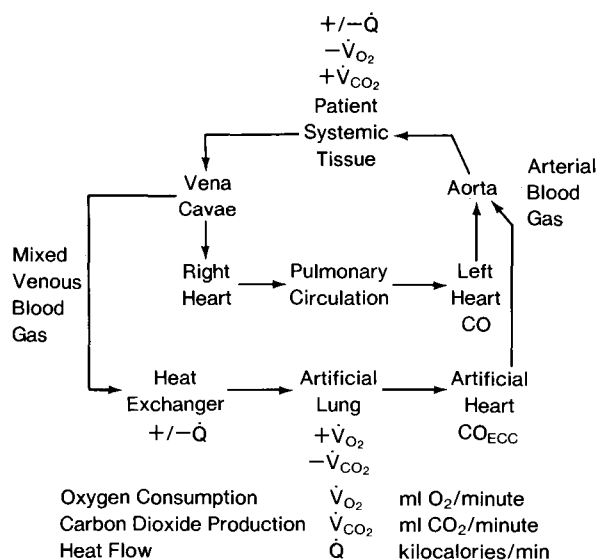 +/−Q̇
−V̇O₂
+V̇CO₂
Patient
Systemic
Tissue
Vena
Cavae
Aorta
Arterial
Blood
Gas
Mixed
Venous
Blood
Gas
Right
Heart
Pulmonary
Circulation
Left
Heart
CO
Heat
Exchanger
+/−Q̇
Artificial
Lung
+V̇O₂
−V̇CO₂
Artificial
Heart
COECC
Oxygen Consumption V̇O₂ ml O₂/minute
Carbon Dioxide Production V̇CO₂ ml CO₂/minute
Heat Flow Q̇ kilocalories/min